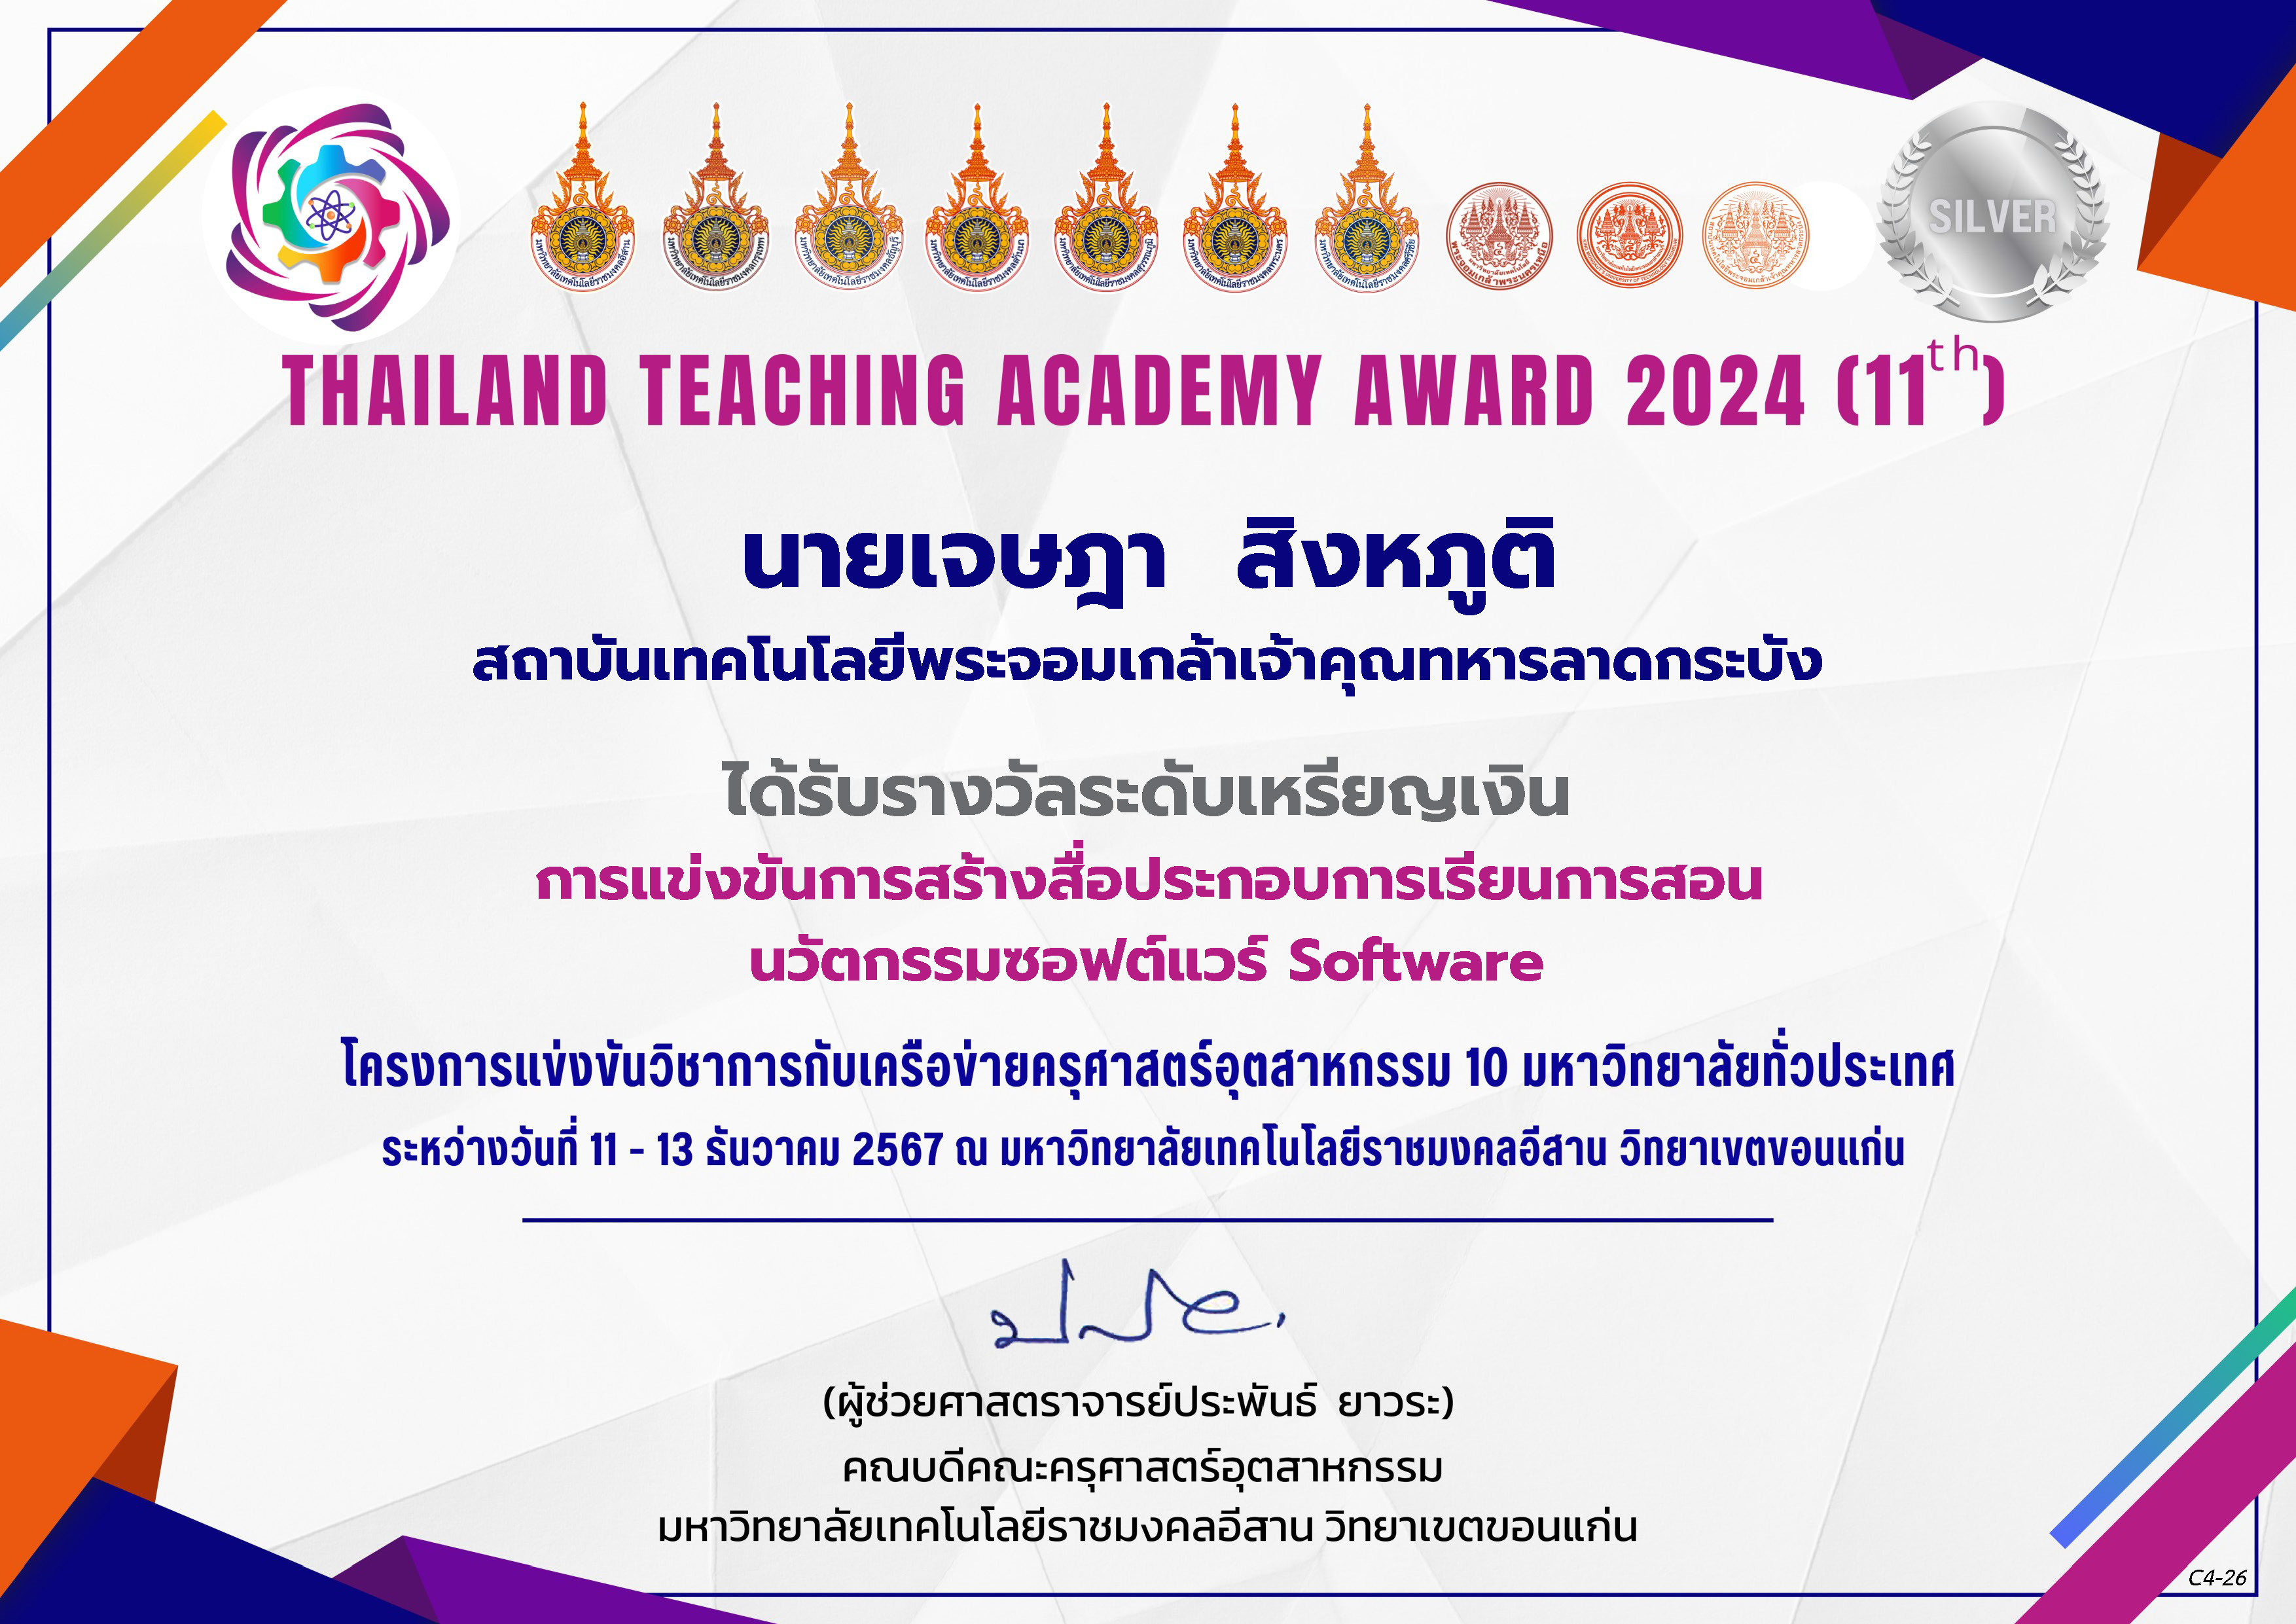 SILVER
THAILAND TEACHING ACADEMY AWARD 2024 (11th)
นายเจษฎา สิงหภูติ
สถาบันเทคโนโลยีพระจอมเกล้าเจ้าคุณทหารลาดกระบัง
ได้รับรางวัลระดับเหรียญเงิน
การแข่งขันการสร้างสื่อประกอบการเรียนการสอน
นวัตกรรมซอฟต์แวร์ Software
โครงการแข่งขันวิชาการกับเครือข่ายครุศาสตร์อุตสาหกรรม 10 มหาวิทยาลัยทั่วประเทศ
ระหว่างวันที่ 11 - 13 ธันวาคม 2567 ณ มหาวิทยาลัยเทคโนโลยีราชมงคลอีสาน วิทยาเขตขอนแก่น
(ผู้ช่วยศาสตราจารย์ประพันธ์ ยาวระ)
คณบดีคณะครุศาสตร์อุตสาหกรรม
มหาวิทยาลัยเทคโนโลยีราชมงคลอีสาน วิทยาเขตขอนแก่น
C4-26